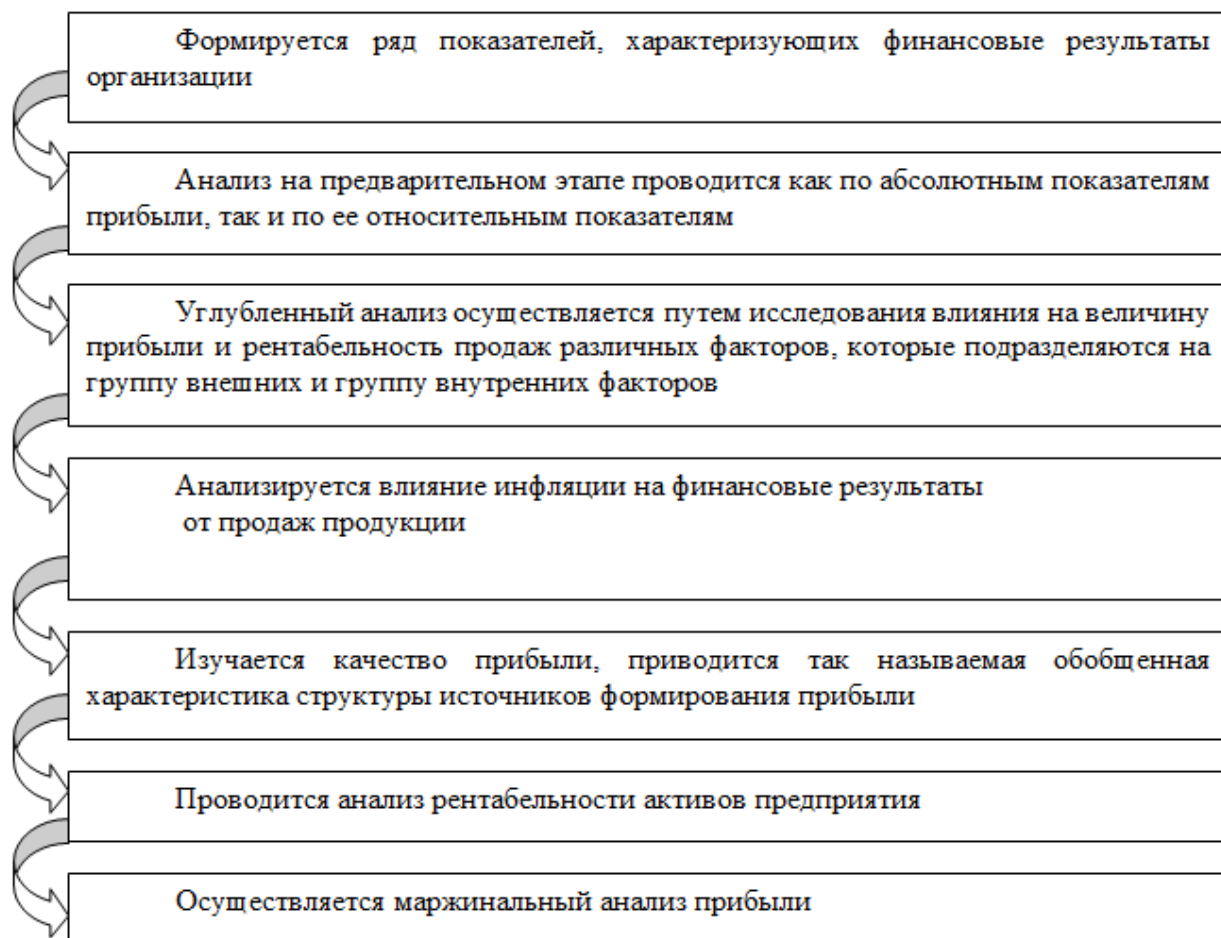 Формируется ряд показателей, характеризующих финансовые результаты
организации
Анализ на предварительном этапе проводится как по абсолютным показателям
прибыли, так и по ее относительным показателям
Углубленный анализ осуществляется путем исследования влияния на величину
прибыли и рентабельность продаж различных факторов, которые подразделяются на
группу внешних и группу внутренних факторов
Анализируется влияние инфляции на финансовые результаты
от продаж продукции
Изучается качество прибыли, приводится так называемая обобщенная
характеристика структуры источников формирования прибыли
Проводится анализ рентабельности активов предприятия
Осуществляется маржинальный анализ прибыли